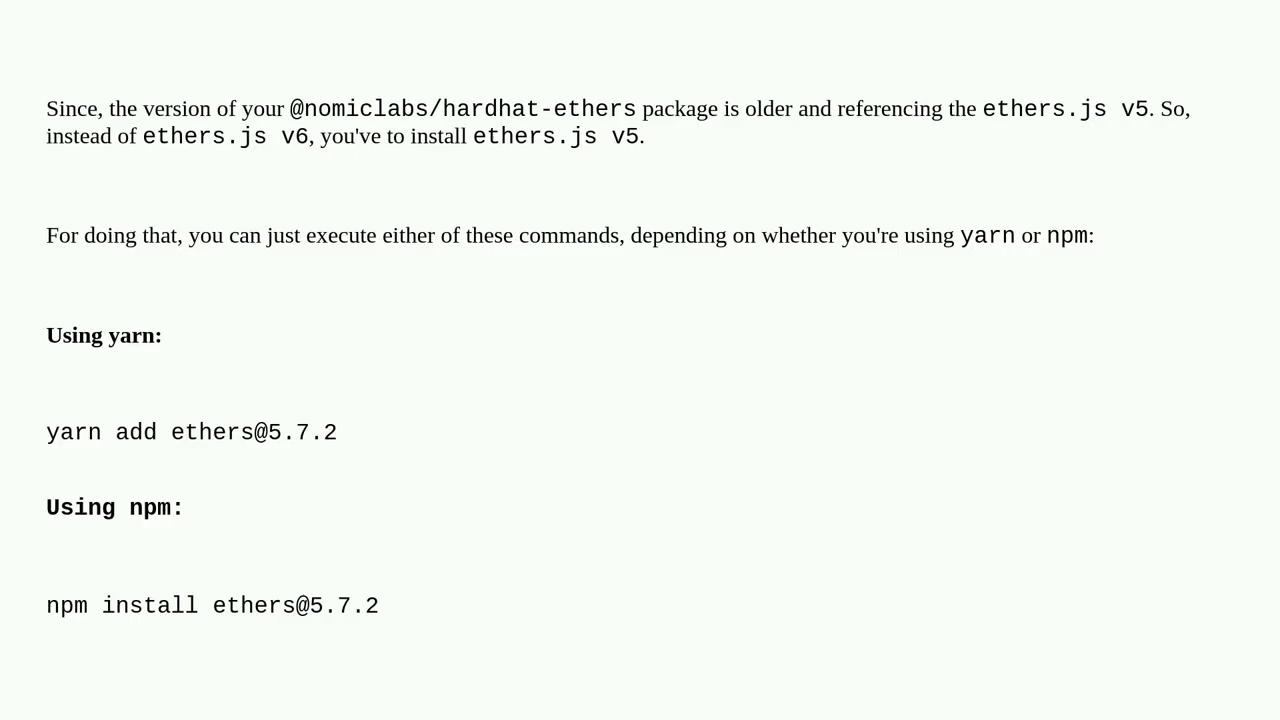 Since, the version of your @nomiclabs/hardhat-ethers package is older and referencing the ethers.js v5. So,
instead of ethers.js v6, you've to install ethers.js v5.
For doing that, you can just execute either of these commands, depending on whether you're using yarn or npm:
Using yarn:
yarn add ethers@5.7.2
Using npm:
npm install ethers@5.7.2